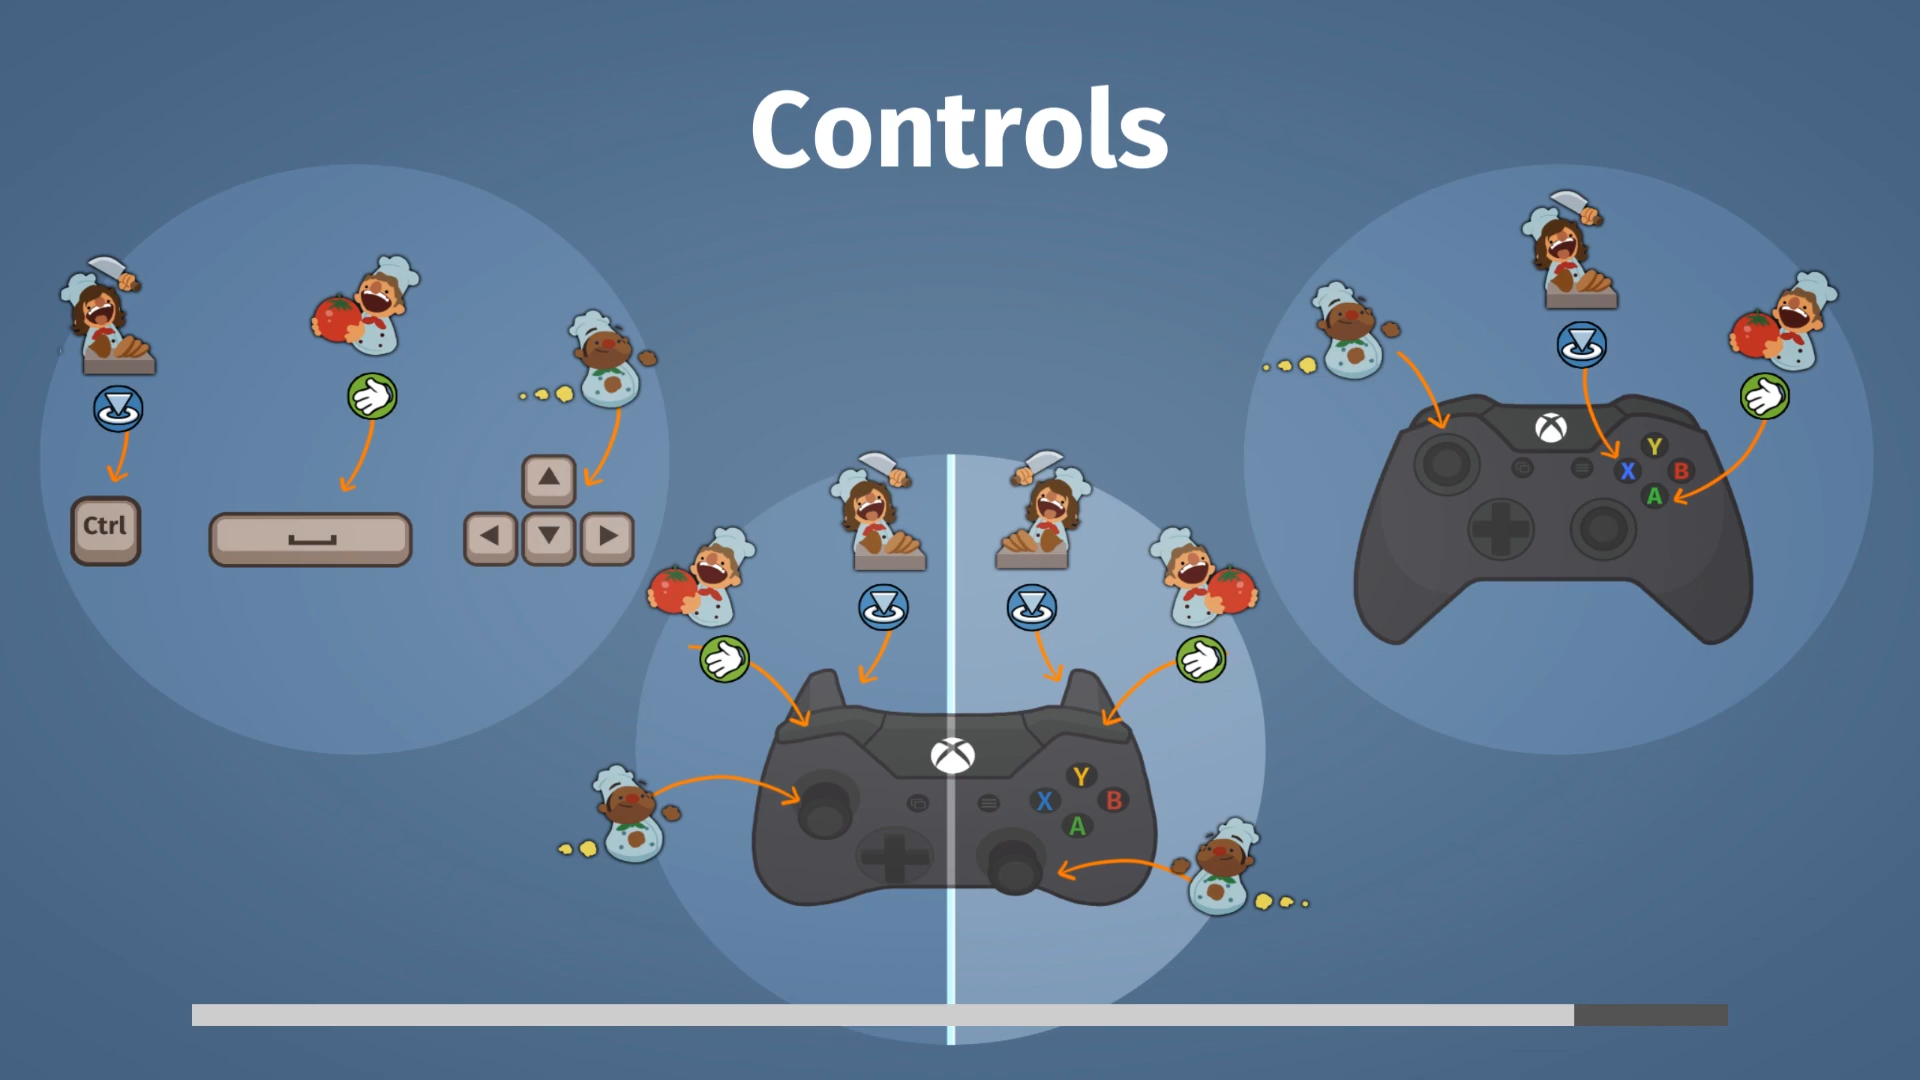 Controls
Ctrl
Y
X B
A
Y
X B
A